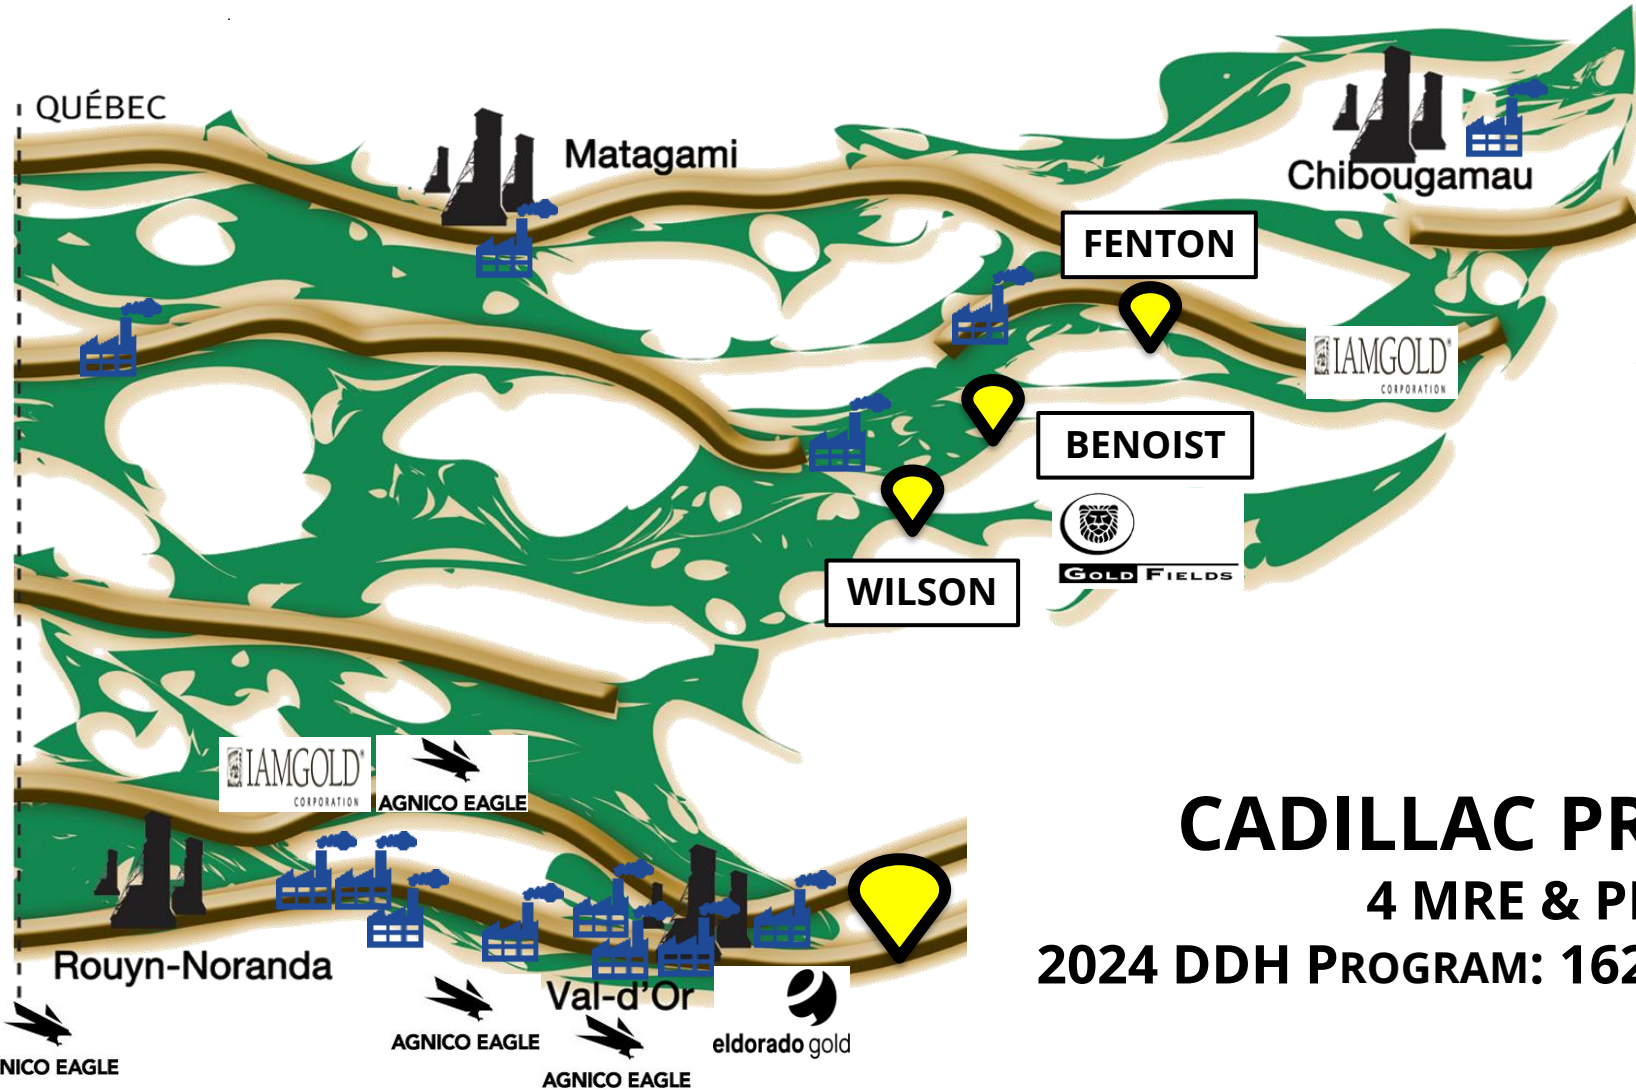 QUÉBEC
Matagami
Chibougamau
FENTON
IAMGOLD®
CORPORATION
BENOIST
GOLD FIELDS
WILSON
IAMGOLD®
CORPORATION
AGNICO EAGLE
CADILLAC PR
4 MRE & P
2024 DDH PROGRAM: 162
Rouyn-Noranda
Val-d'Or
NICO EAGLE
AGNICO EAGLE
eldorado gold
AGNICO EAGLE